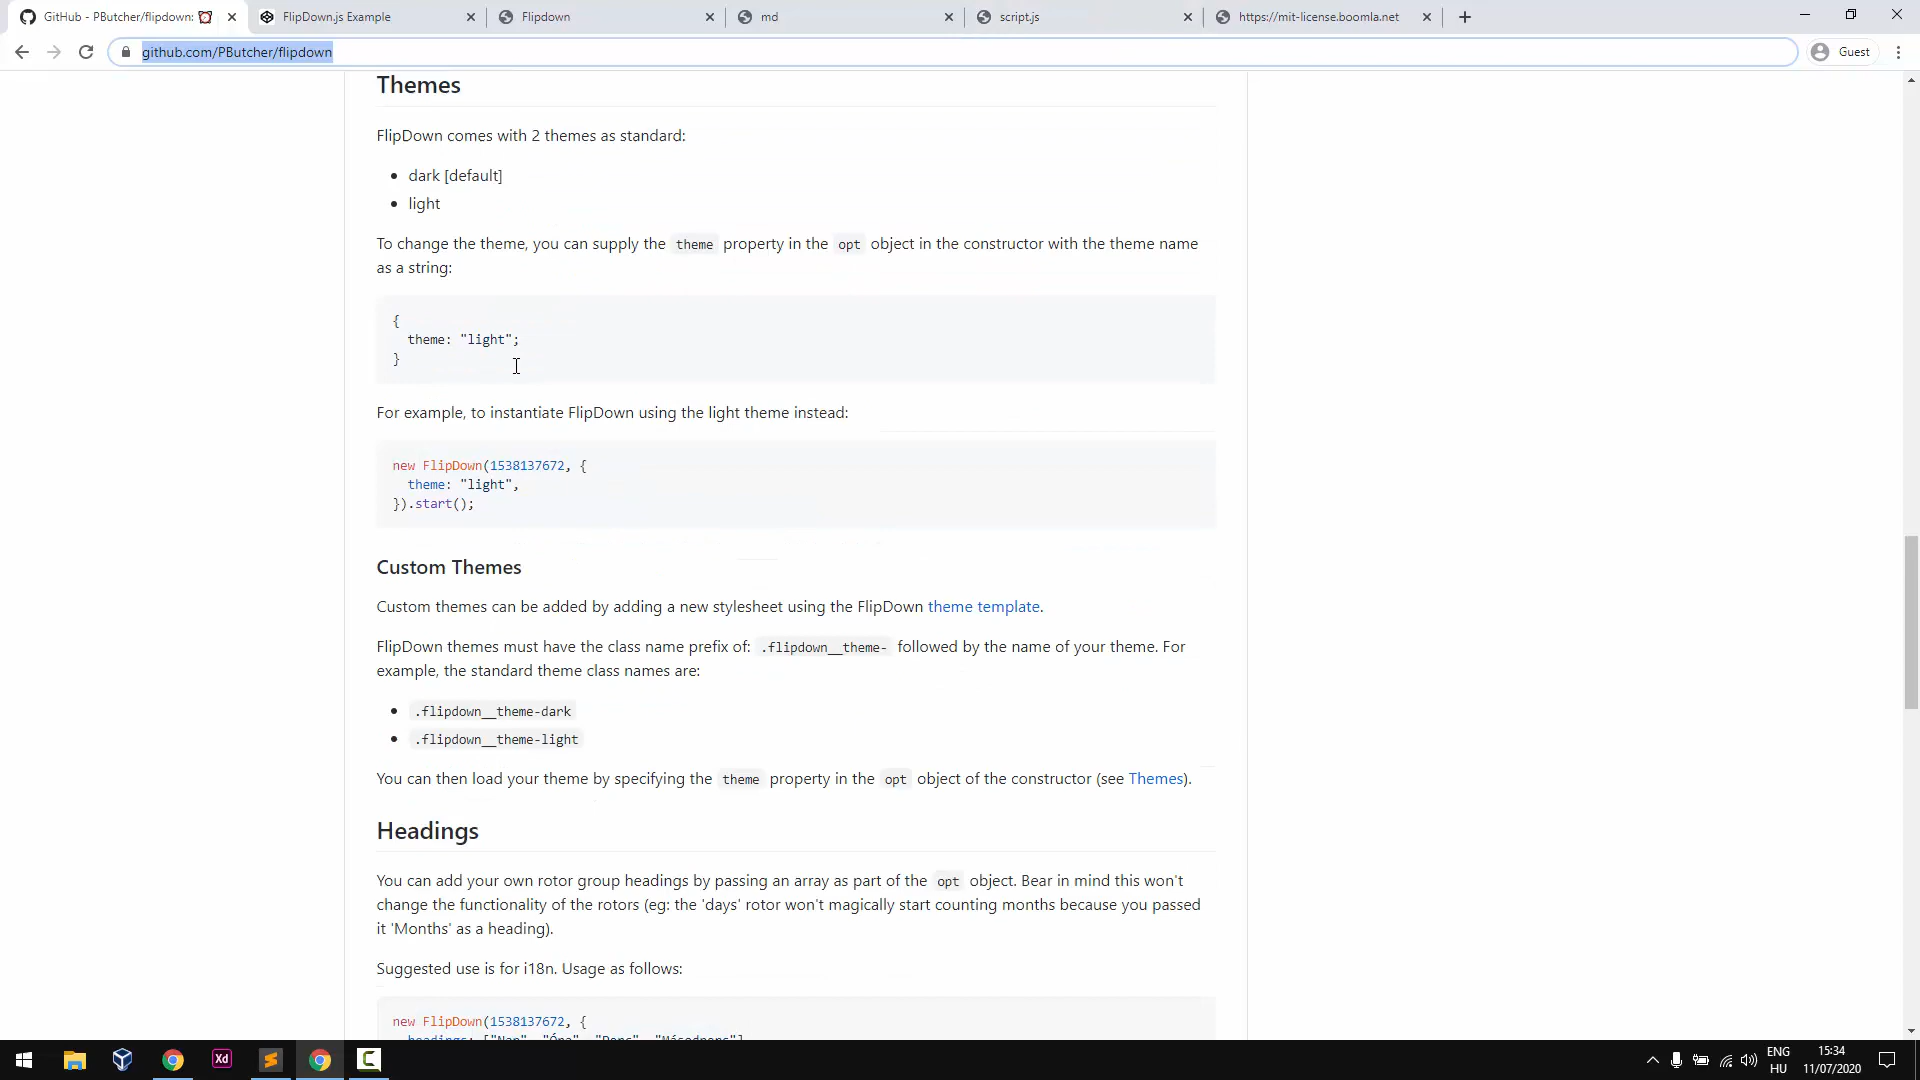 GitHub - PButcher/flipdown: ⏰
FlipDown.js Example
Flipdown
md
script.js
https://mit-license.boomla.net
github.com/PButcher/flipdown
Guest
Themes
FlipDown comes with 2 themes as standard:
dark [default]
light
To change the theme, you can supply the theme property in the opt object in the constructor with the theme name
as a string:
{
theme: "light";
}
For example, to instantiate FlipDown using the light theme instead:
new FlipDown(1538137672, {
theme: "light",
}).start();
Custom Themes
Custom themes can be added by adding a new stylesheet using the FlipDown theme template.
FlipDown themes must have the class name prefix of: .flipdown__theme- followed by the name of your theme. For
example, the standard theme class names are:
.flipdown__theme-dark
.flipdown__theme-light
You can then load your theme by specifying the theme property in the opt object of the constructor (see Themes).
Headings
You can add your own rotor group headings by passing an array as part of the opt object. Bear in mind this won't
change the functionality of the rotors (eg: the 'days' rotor won't magically start counting months because you passed
it 'Months' as a heading).
Suggested use is for i18n. Usage as follows:
new FlipDown(1538137672, {
headings: ["Nap", "Óra", "Perc", "Másodperc"],
Xd
ENG
HU
15:34
11/07/2020